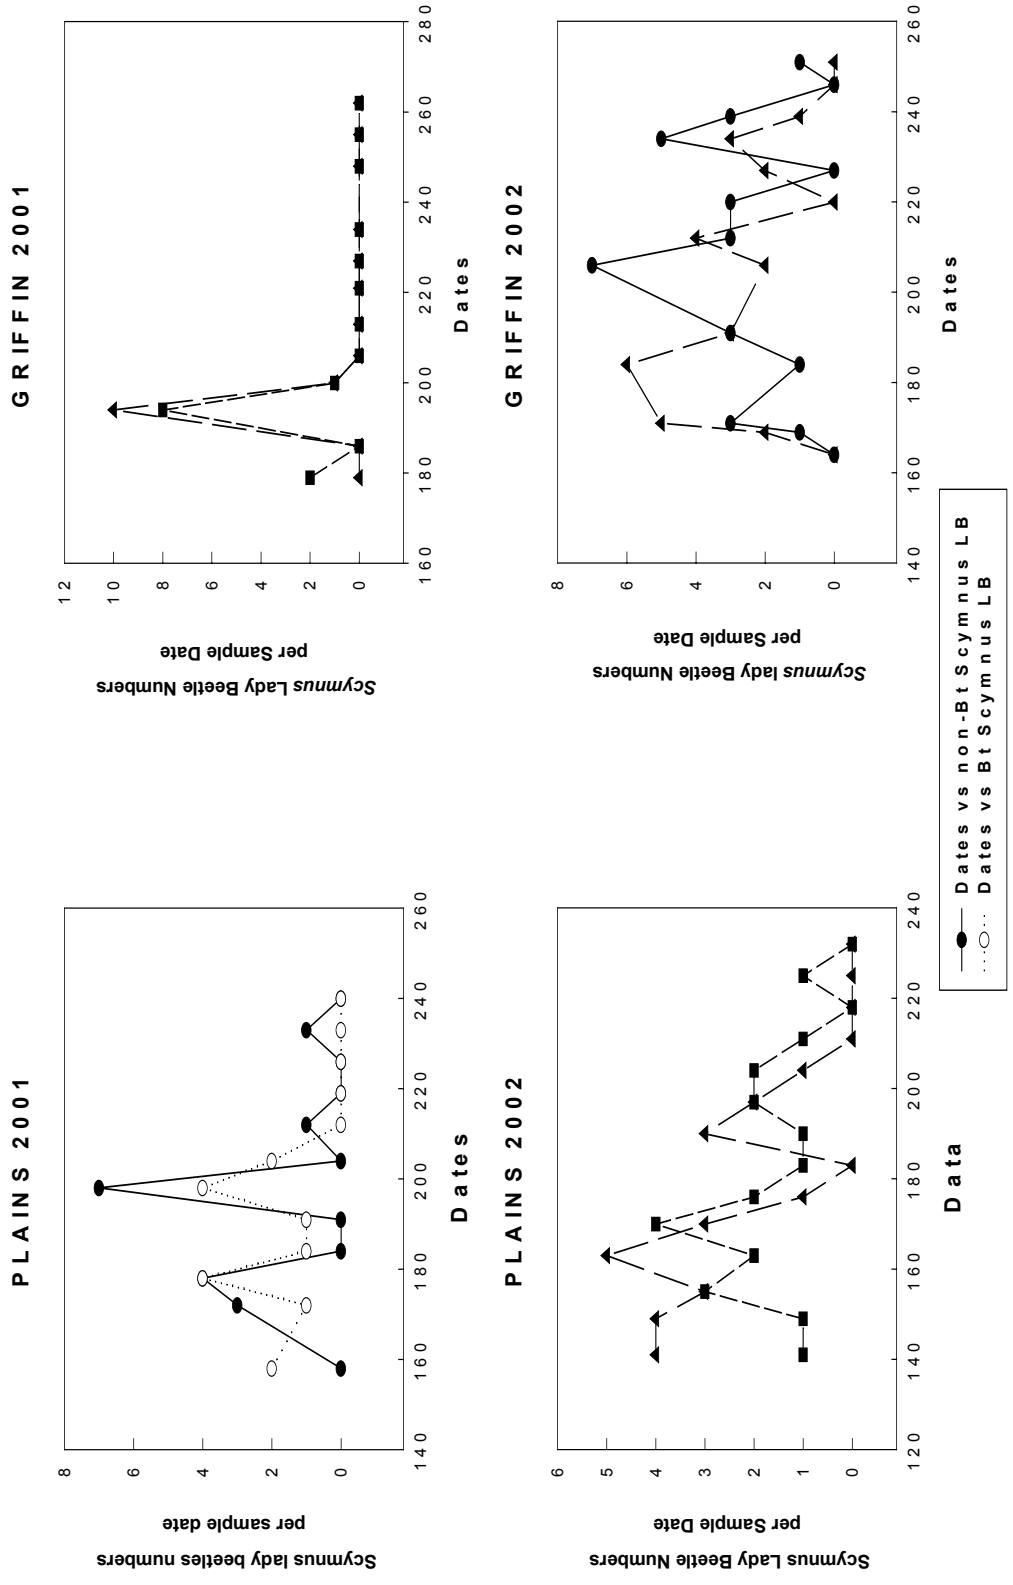 PLAINS 2001
Scymnus lady beetles numbers
per sample date
8
6
4
2
0
140 160 180 200 220 240 260
Dates
GRIFFIN 2001
Scymnus Lady Beetle Numbers
per Sample Date
12
10
8
6
4
2
0
160 180 200 220 240 260 280
Dates
PLAINS 2002
Scymnus Lady Beetle Numbers
per Sample Date
6
5
4
3
2
1
0
120 140 160 180 200 220 240
Data
GRIFFIN 2002
Scymnus lady Beetle Numbers
per Sample Date
8
6
4
2
0
140 160 170 180 200 220 240 260
Dates
Dates vs non-Bt Scymnus LB
Dates vs Bt Scymnus LB